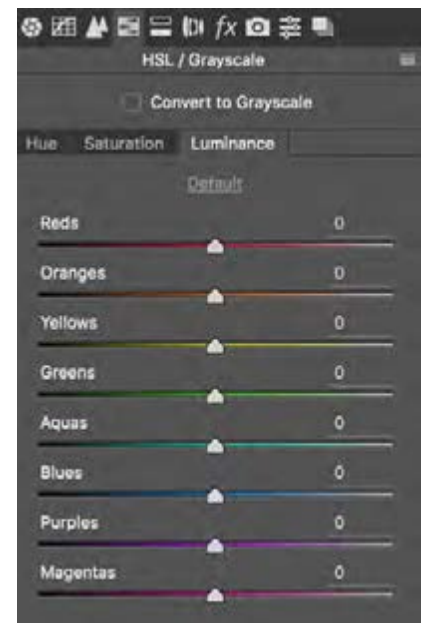 fx
HSL / Grayscale
Convert to Grayscale
Hue Saturation Luminance
Default
Reds 0
Oranges 0
Yellows 0
Greens 0
Aquas 0
Blues 0
Purples 0
Magentas 0